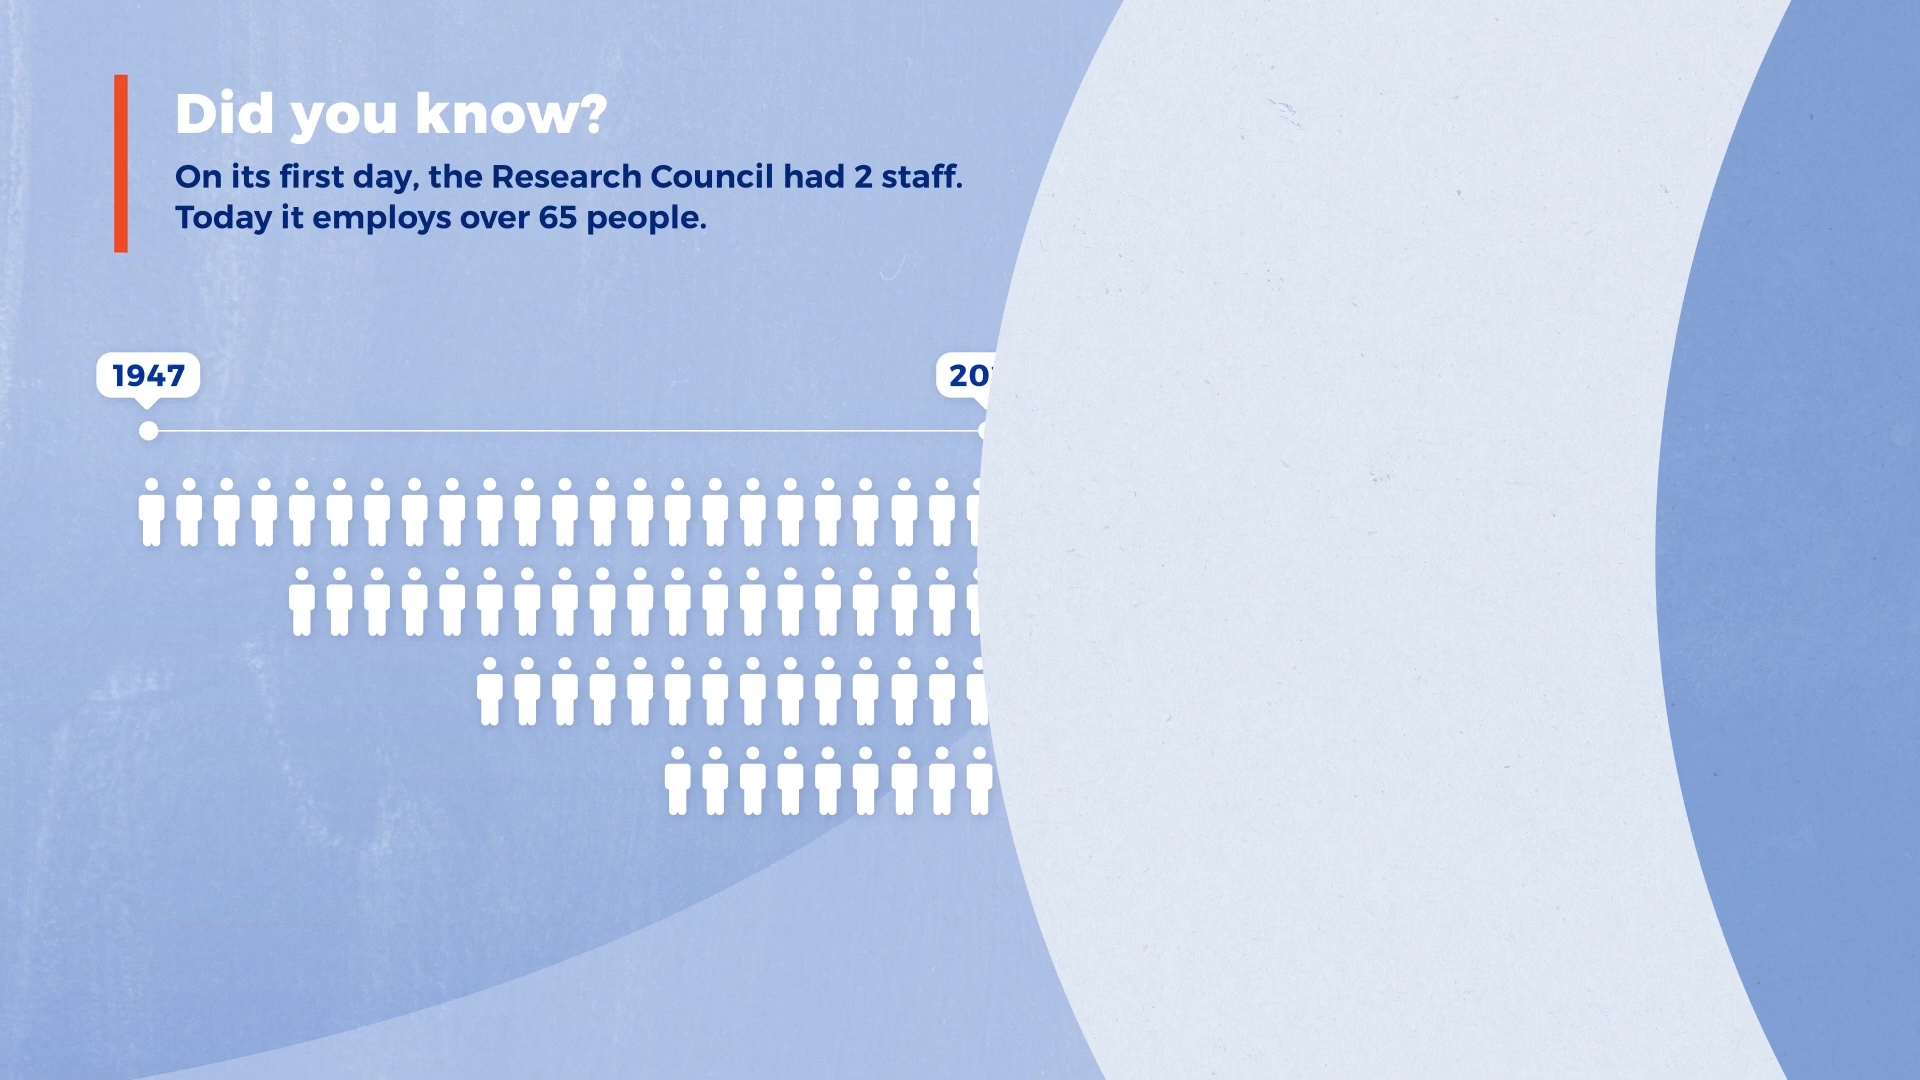 Did you know?
On its first day, the Research Council had 2 staff.
Today it employs over 65 people.
1947